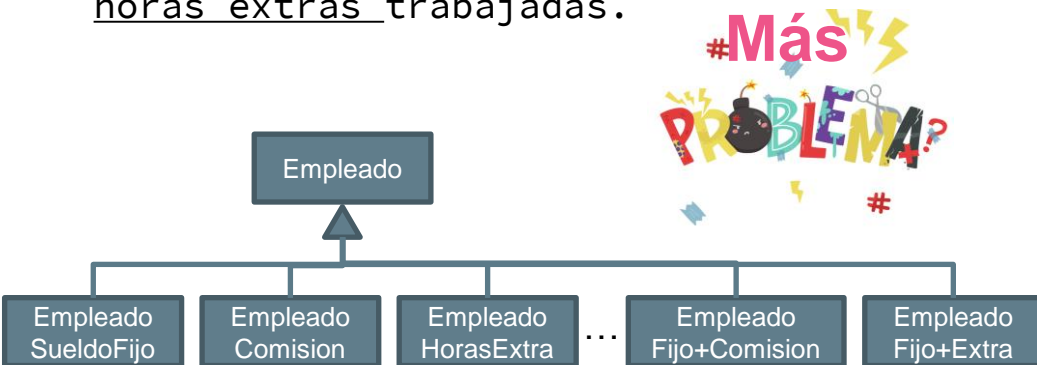 horas extras trabajadas.
#Más
PROBLEMA?
#
Empleado
Empleado
SueldoFijo
Empleado
Comision
Empleado
HorasExtra
...
Empleado
Fijo+Comision
Empleado
Fijo+Extra